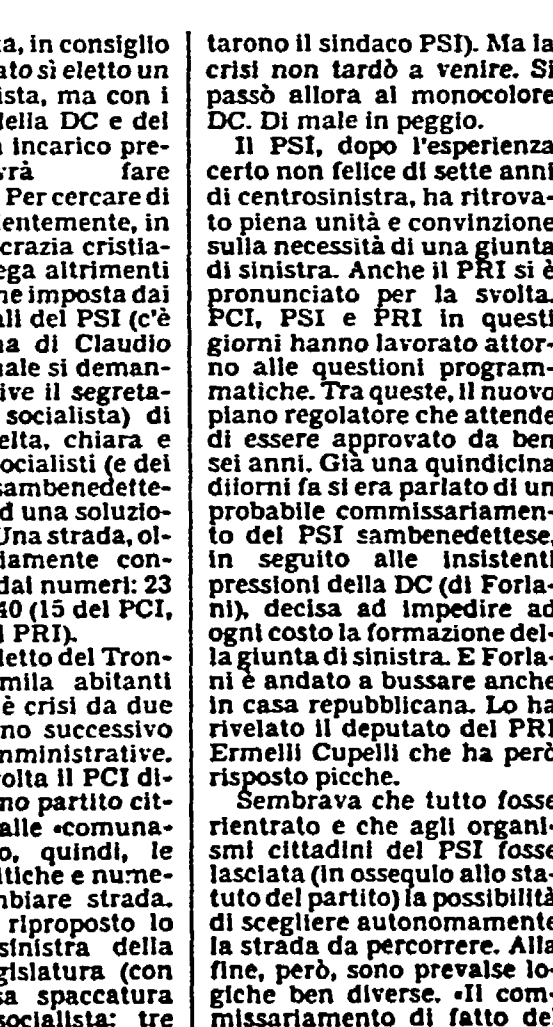 a, in consiglio
ato sì eletto un
ista, ma con i
della DC e del
incarico pre-
vrà fare
Per cercare di
entemente, in
crazia cristia-
ega altrimenti
ne imposta dai
ali del PSI (c'è
na di Claudio
nale si deman-
ive il segreta-
socialista) di
elta, chiara e
ocialisti (e dei
sambenedette-
d una soluzio-
Una strada, ol-
diamente con-
dai numeri: 23
40 (15 del PCI,
PRI).
letto del Tron-
mila abitanti
è crisi da due
no successivo
mministrative.
olta il PCI di-
no partito cit-
alle «comuna-
o, quindi, le
itiche e nume-
mbiare strada.
riproposto lo
sinistra della
gislatura (con
sa spaccatura
socialista: tre
tarono il sindaco PSI). Ma la
crisi non tardò a venire. Si
passò allora al monocolore
DC. Di male in peggio.
Il PSI, dopo l'esperienza
certo non felice di sette anni
di centrosinistra, ha ritrova-
to piena unità e convinzione
sulla necessità di una giunta
di sinistra. Anche il PRI si è
pronunciato per la svolta.
PCI, PSI e PRI in questi
giorni hanno lavorato attor-
no alle questioni program-
matiche. Tra queste, il nuovo
piano regolatore che attende
di essere approvato da ben
sei anni. Già una quindicina
diiorni fa si era parlato di un
probabile commissariamen-
to del PSI sambenedettese,
in seguito alle insistenti
pressioni della DC (di Forla-
ni), decisa ad impedire ad
ogni costo la formazione del-
la giunta di sinistra. E Forla-
ni è andato a bussare anche
in casa repubblicana. Lo ha
rivelato il deputato del PRI
Ermelli Cupelli che ha però
risposto picche.
Sembrava che tutto fosse
rientrato e che agli organi-
smi cittadini del PSI fosse
lasciata (in ossequio allo sta-
tuto del partito) la possibilità
di scegliere autonomamente
la strada da percorrere. Alla
fine, però, sono prevalse lo-
giche ben diverse. «Il com-
missariamento di fatto de